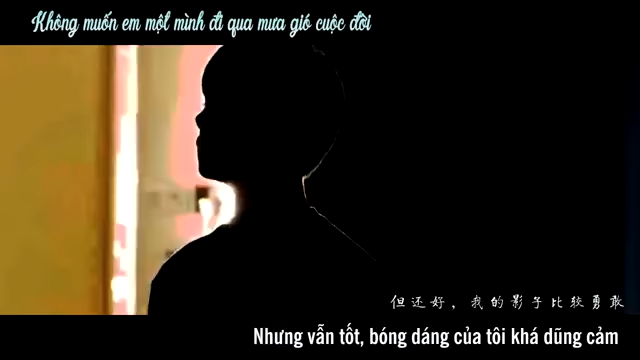 Không muốn em một mình đi qua mưa gió cuộc đời
但还好，我的影子比较勇敢
Nhưng vẫn tốt, bóng dáng của tôi khá dũng cảm